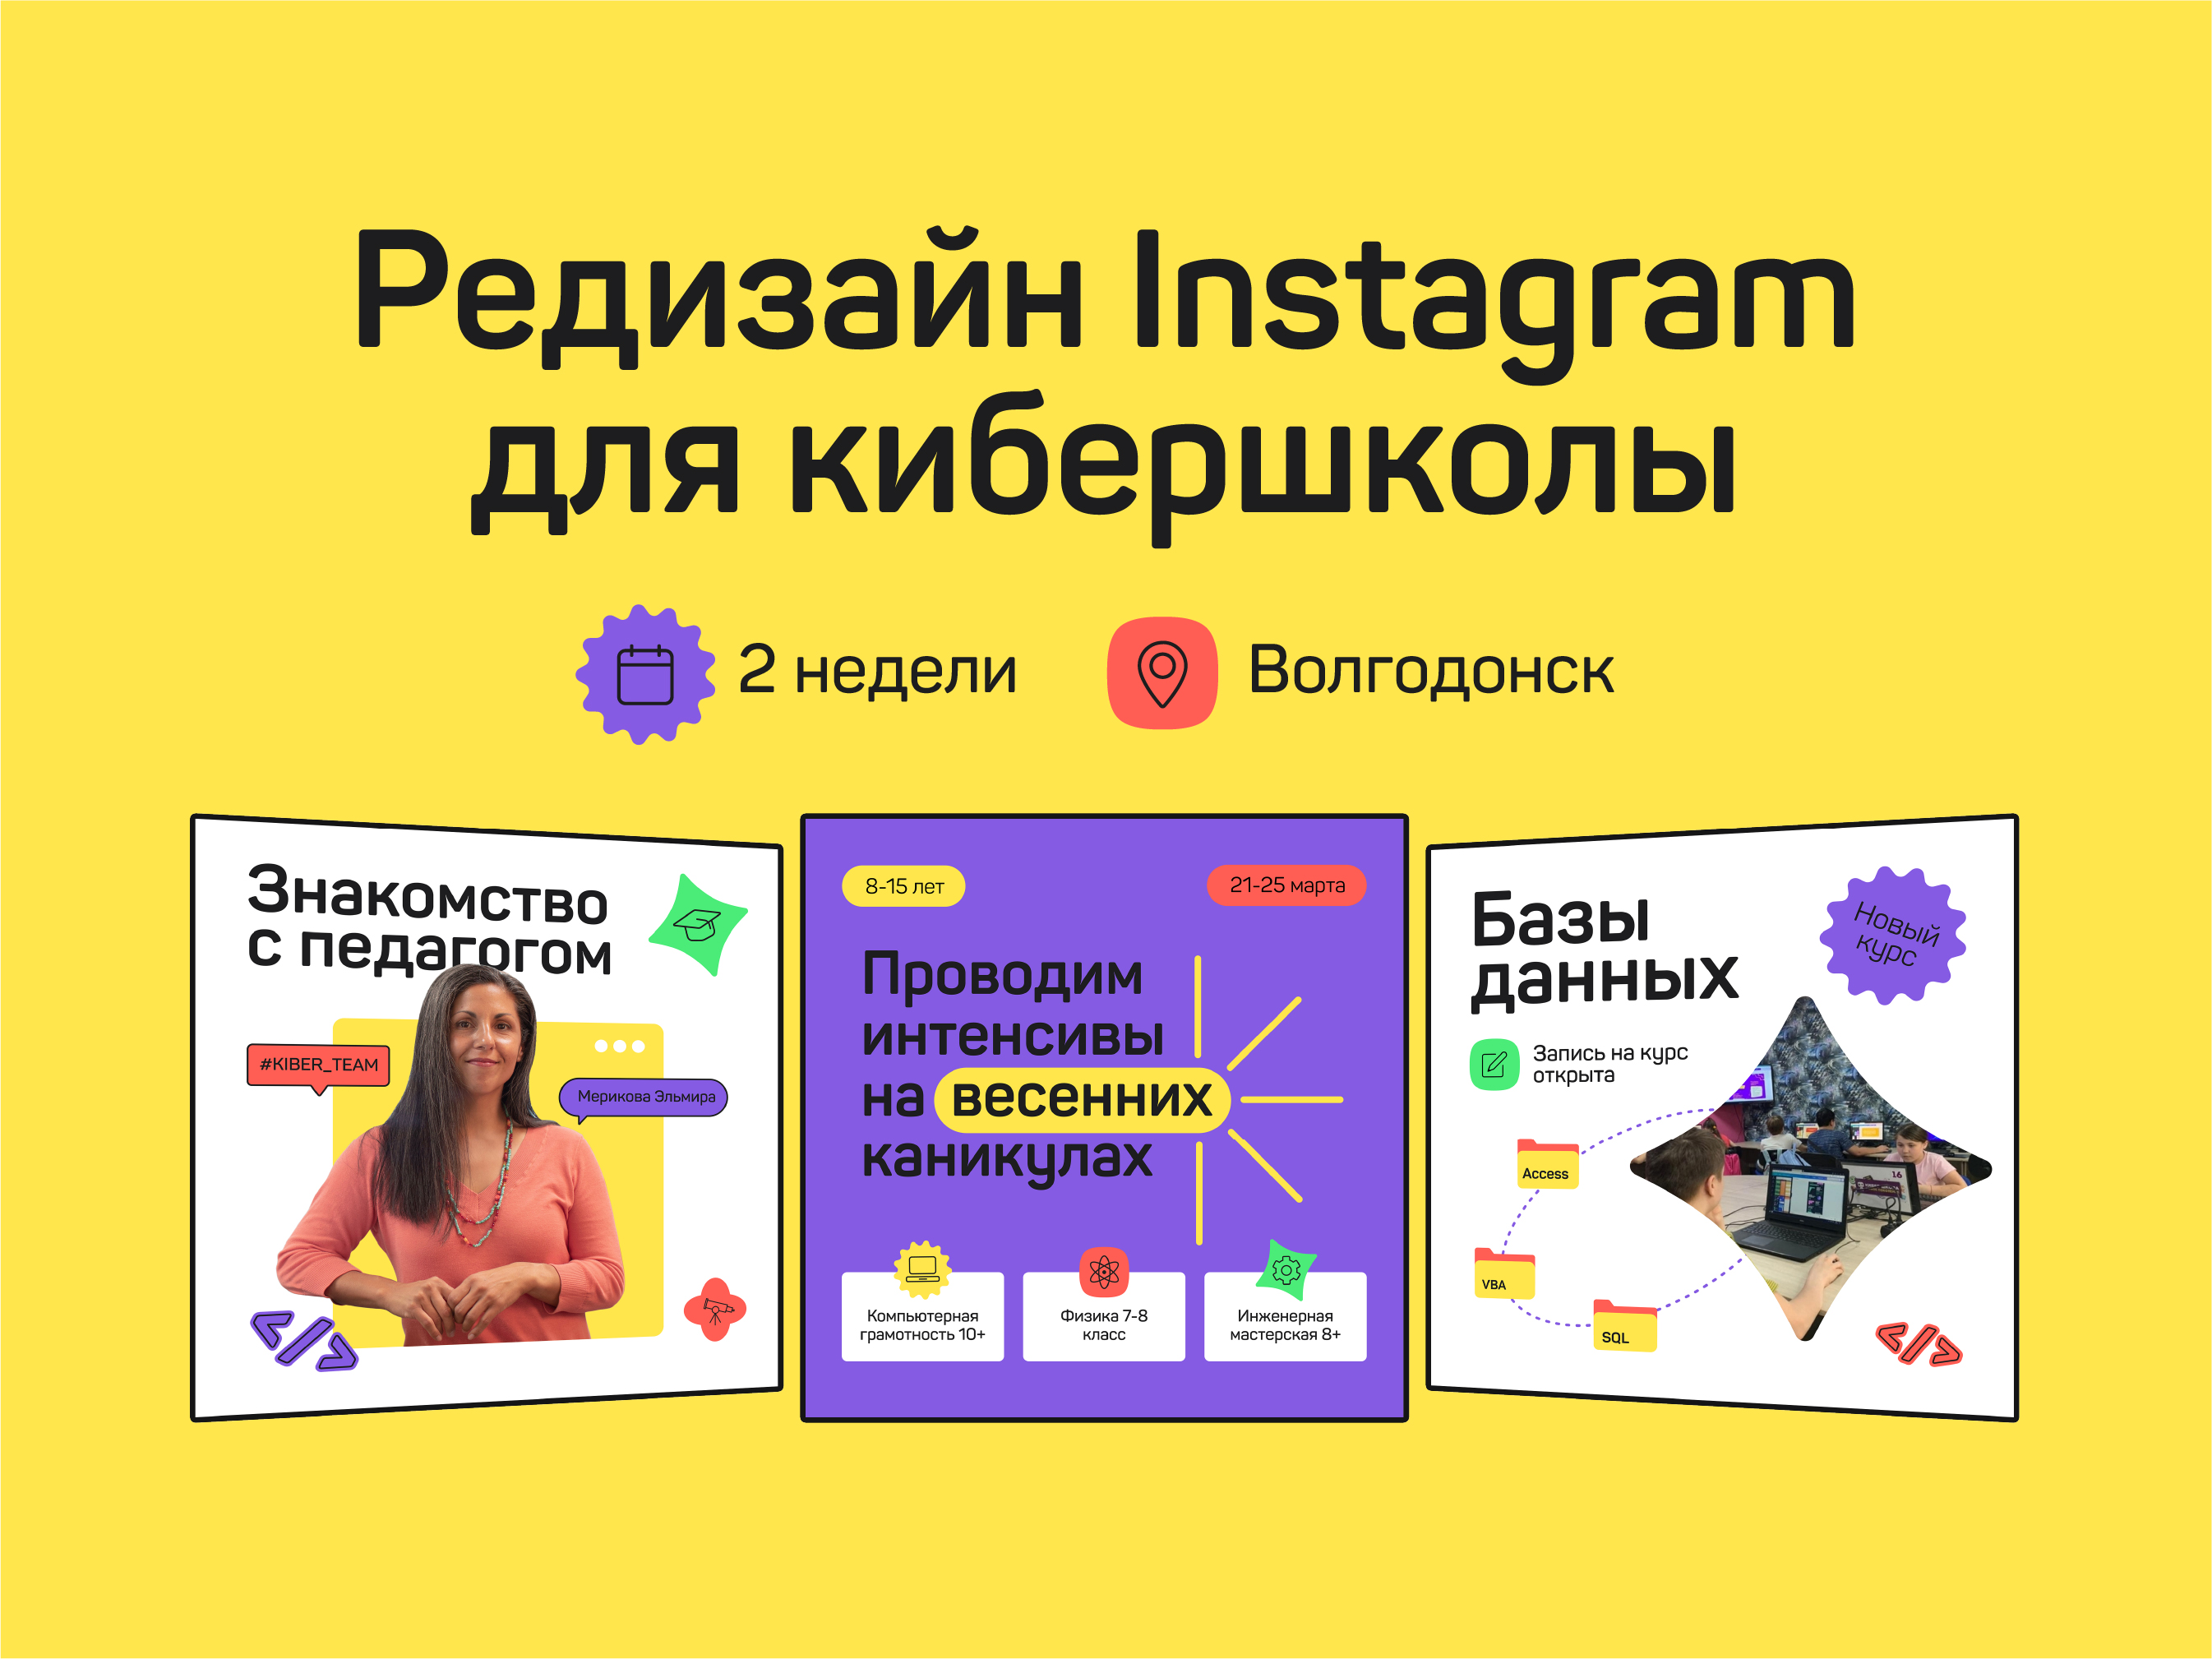 Редизайн Instagram
для кибершколы
2 недели
Волгодонск
Знакомство
с педагогом
#KIBER_TEAM
Мерикова Эльмира
8-15 лет
21-25 марта
Проводим
интенсивы
на весенних
каникулах
Компьютерная
грамотность 10+
Физика 7-8
класс
Инженерная
мастерская 8+
Базы
данных
Новый
курс
Запись на курс
открыта
Access
VBA
SQL
16